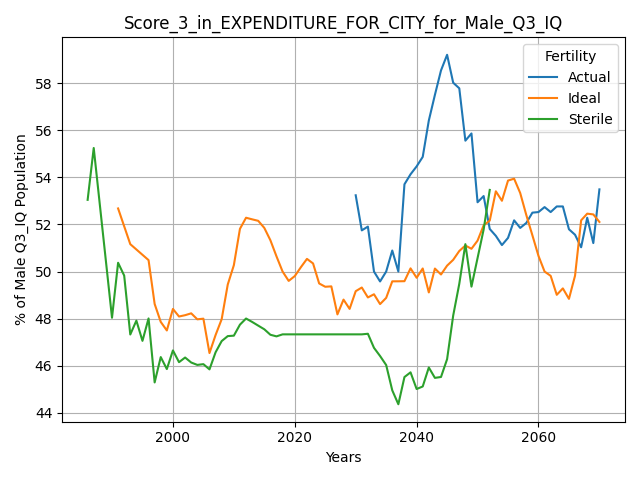 Score_3_in_EXPENDITURE_FOR_CITY_for_Male_Q3_IQ
Fertility
Actual
Ideal
Sterile
% of Male Q3_IQ Population
58
56
54
52
50
48
46
44
2000
2020
2040
2060
Years